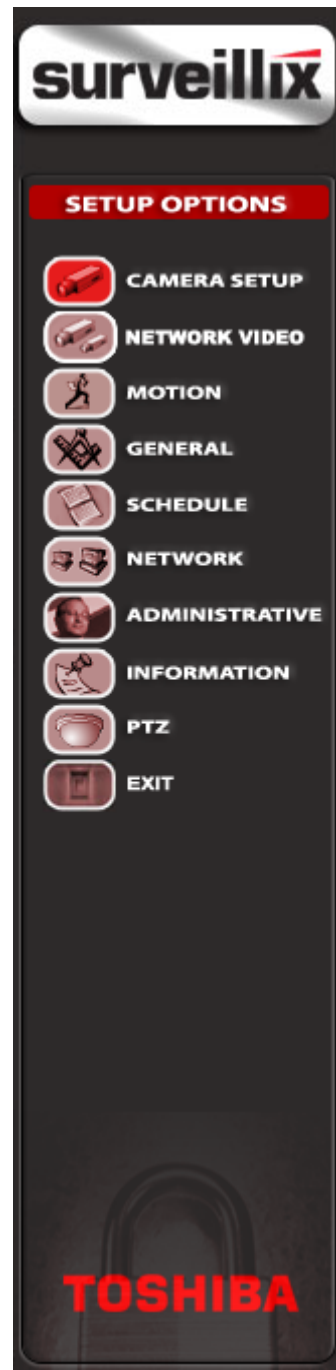 surveillix
SETUP OPTIONS
CAMERA SETUP
NETWORK VIDEO
MOTION
GENERAL
SCHEDULE
NETWORK
ADMINISTRATIVE
INFORMATION
PTZ
EXIT
TOSHIBA